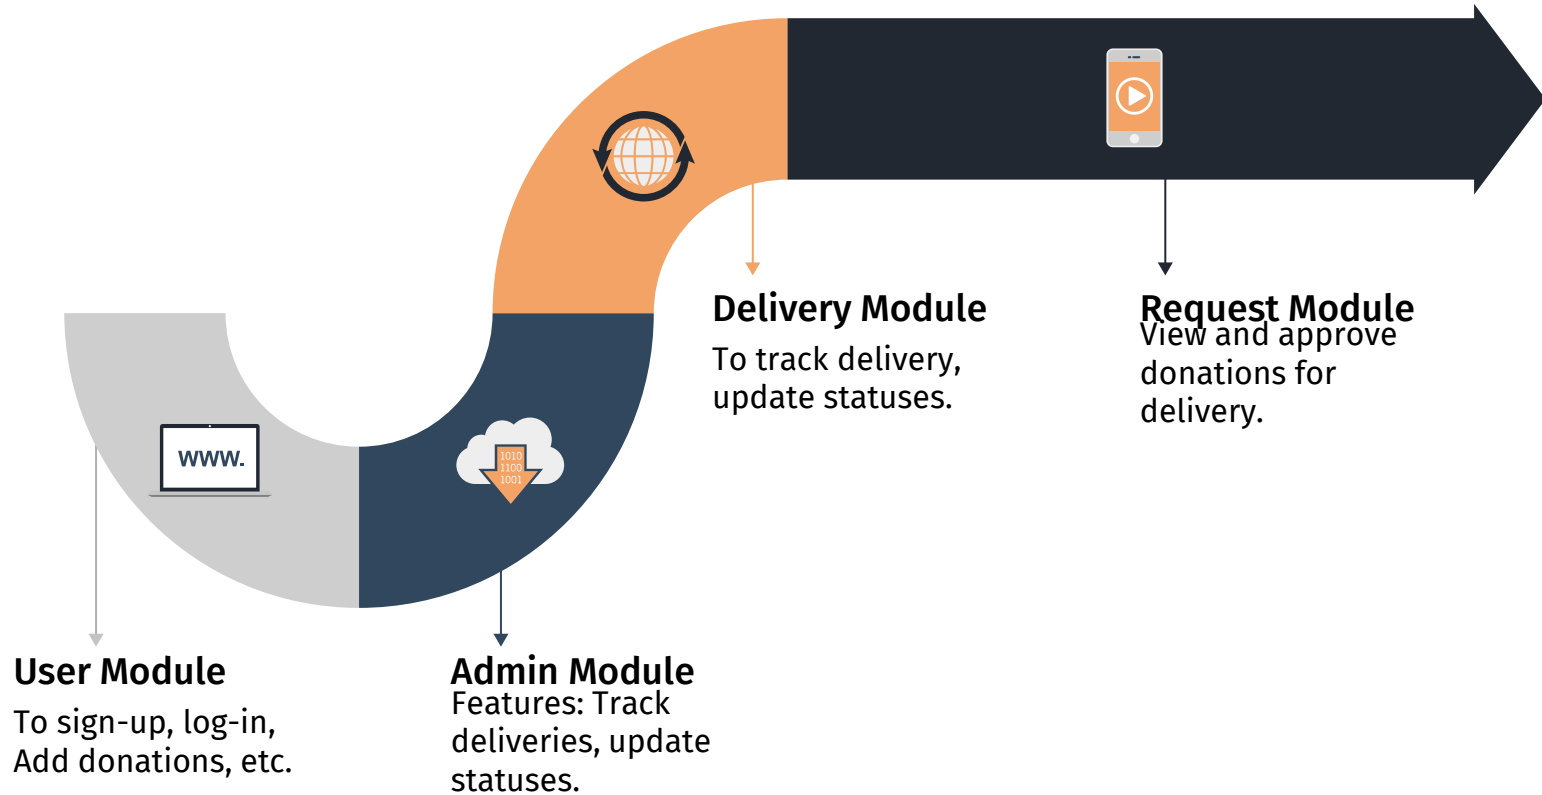 www.
1010
1100
1001
Delivery Module
To track delivery,
update statuses.
Request Module
View and approve
donations for
delivery.
User Module
To sign-up, log-in,
Add donations, etc.
Admin Module
Features: Track
deliveries, update
statuses.